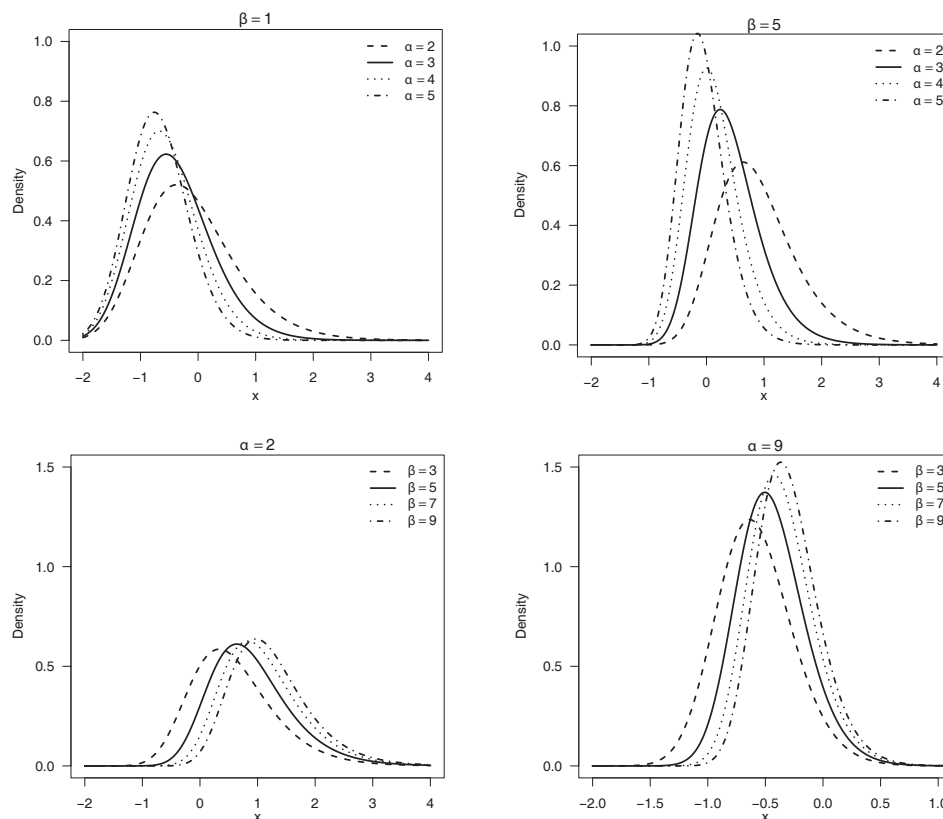 β = 1
1.0
0.8
0.6
0.4
0.2
0.0
Density
α = 2
α = 3
α = 4
α = 5
−2 −1 0 1 2 3 4
x
β = 5
1.0
0.8
0.6
0.4
0.2
0.0
Density
α = 2
α = 3
α = 4
α = 5
−2 −1 0 1 2 3 4
x
α = 2
1.5
1.0
0.5
0.0
Density
β = 3
β = 5
β = 7
β = 9
−2 −1 0 1 2 3 4
x
α = 9
1.5
1.0
0.5
0.0
Density
β = 3
β = 5
β = 7
β = 9
−2.0 −1.5 −1.0 −0.5 0.0 0.5 1.0
x